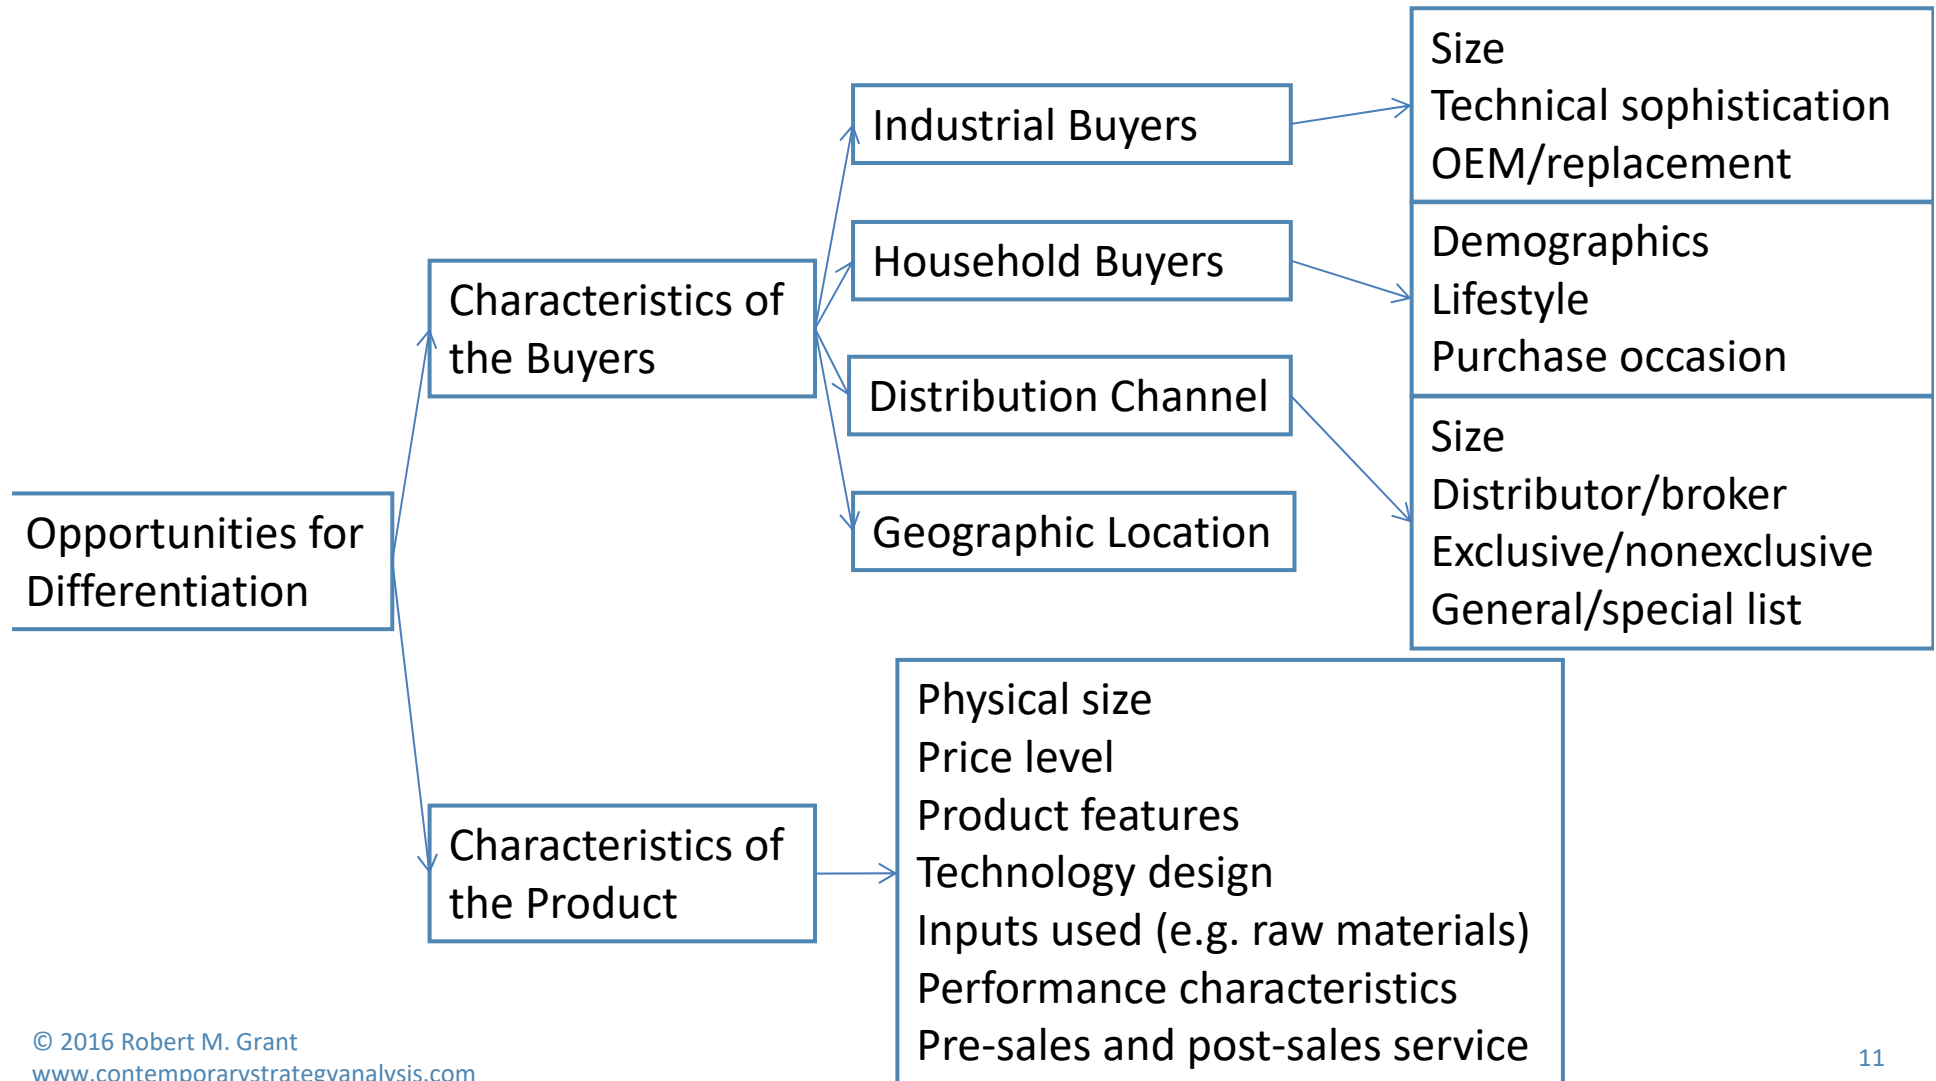 Opportunities for
Differentiation
Characteristics of
the Buyers
Industrial Buyers
Household Buyers
Distribution Channel
Geographic Location
Size
Technical sophistication
OEM/replacement
Demographics
Lifestyle
Purchase occasion
Size
Distributor/broker
Exclusive/nonexclusive
General/special list
Characteristics of
the Product
Physical size
Price level
Product features
Technology design
Inputs used (e.g. raw materials)
Performance characteristics
Pre-sales and post-sales service
© 2016 Robert M. Grant
www.contemporarystrategyanalysis.com
11